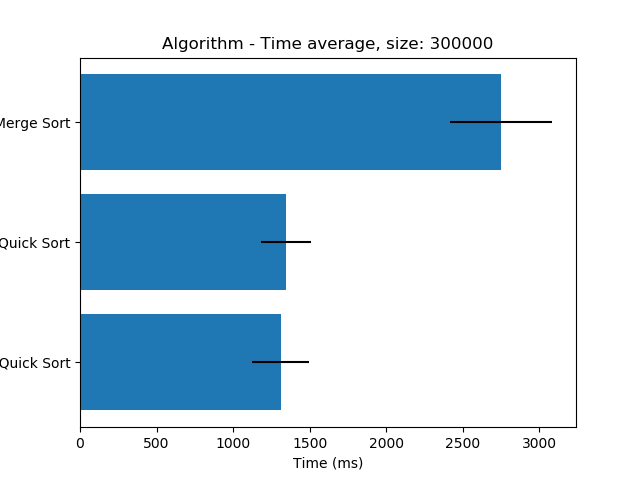 Algorithm - Time average, size: 300000
Merge Sort
Quick Sort
Quick Sort
0 500 1000 1500 2000 2500 3000
Time (ms)